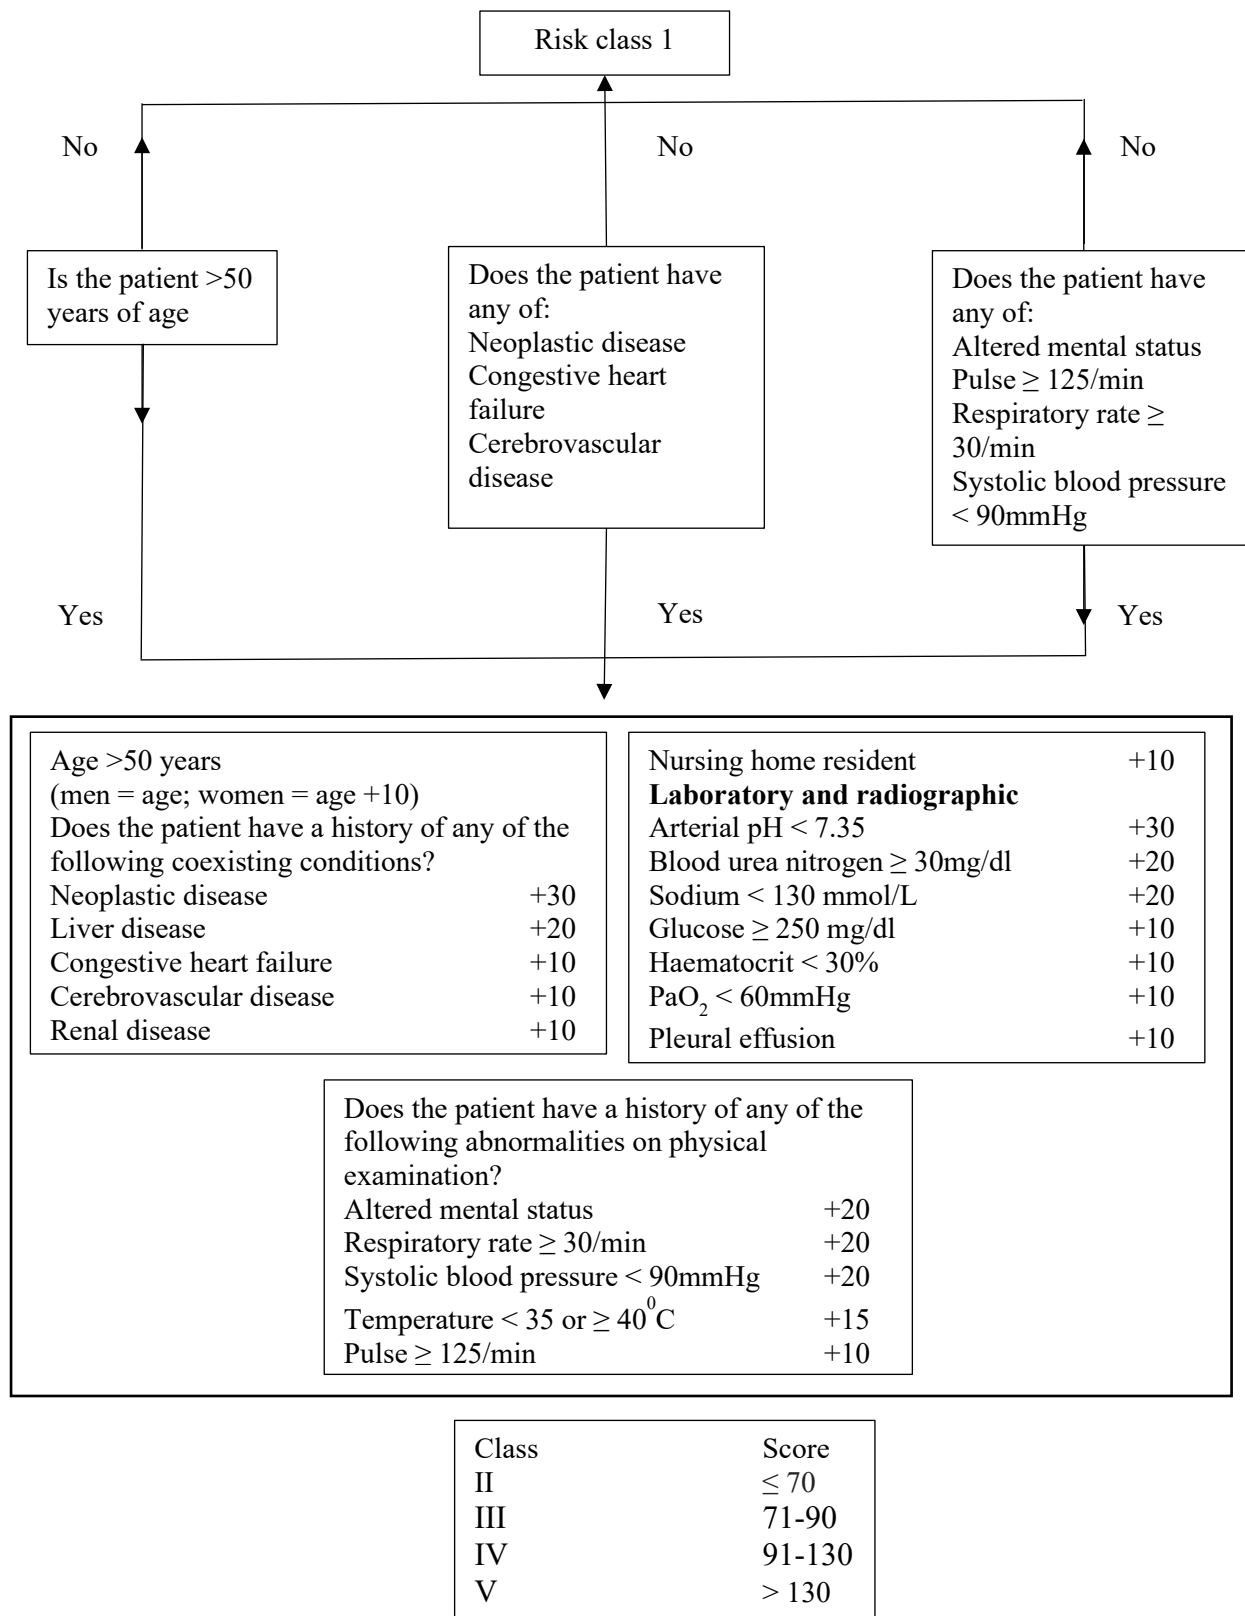 Risk class 1
No
No
No
Is the patient >50
years of age
Does the patient have
any of:
Neoplastic disease
Congestive heart
failure
Cerebrovascular
disease
Does the patient have
any of:
Altered mental status
Pulse ≥ 125/min
Respiratory rate ≥
30/min
Systolic blood pressure
< 90mmHg
Yes
Yes
Yes
Age >50 years
(men = age; women = age +10)
Does the patient have a history of any of the
following coexisting conditions?
Neoplastic disease +30
Liver disease +20
Congestive heart failure +10
Cerebrovascular disease +10
Renal disease +10
Nursing home resident +10
Laboratory and radiographic
Arterial pH < 7.35 +30
Blood urea nitrogen ≥ 30mg/dl +20
Sodium < 130 mmol/L +20
Glucose ≥ 250 mg/dl +10
Haematocrit < 30% +10
PaO₂ < 60mmHg +10
Pleural effusion +10
Does the patient have a history of any of the
following abnormalities on physical
examination?
Altered mental status +20
Respiratory rate ≥ 30/min +20
Systolic blood pressure < 90mmHg +20
Temperature < 35 or ≥ 40⁰C +15
Pulse ≥ 125/min +10
Class Score
II ≤ 70
III 71-90
IV 91-130
V > 130